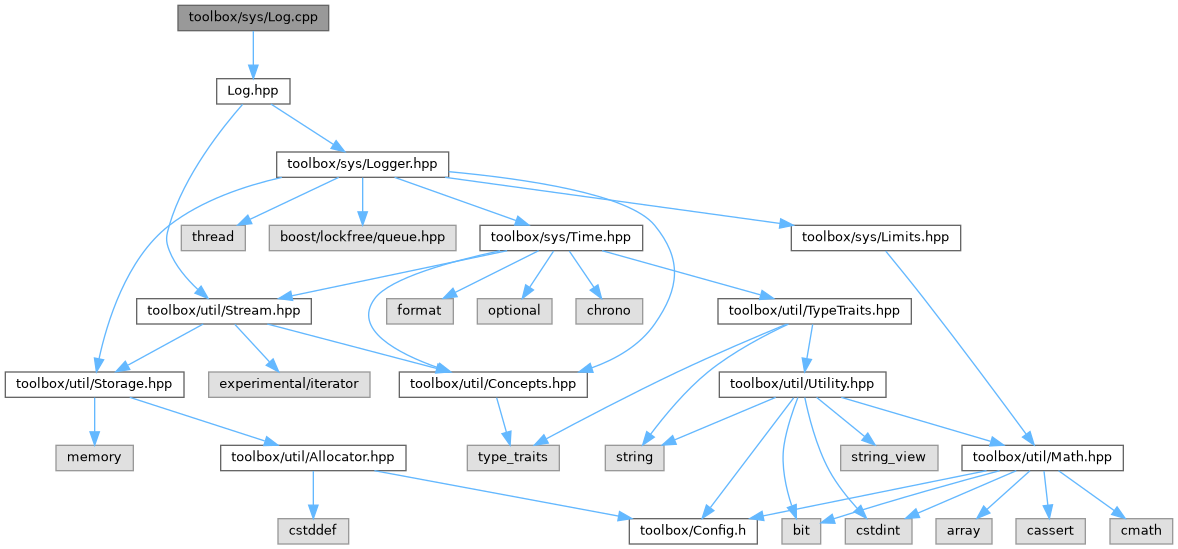 toolbox/sys/Log.cpp
Log.hpp
toolbox/sys/Logger.hpp
thread
boost/lockfree/queue.hpp
toolbox/sys/Time.hpp
toolbox/sys/Limits.hpp
toolbox/util/Stream.hpp
format
optional
chrono
toolbox/util/TypeTraits.hpp
toolbox/util/Storage.hpp
experimental/iterator
toolbox/util/Concepts.hpp
toolbox/util/Utility.hpp
memory
toolbox/util/Allocator.hpp
type_traits
string
string_view
toolbox/util/Math.hpp
cstddef
toolbox/Config.h
bit
cstdint
array
cassert
cmath